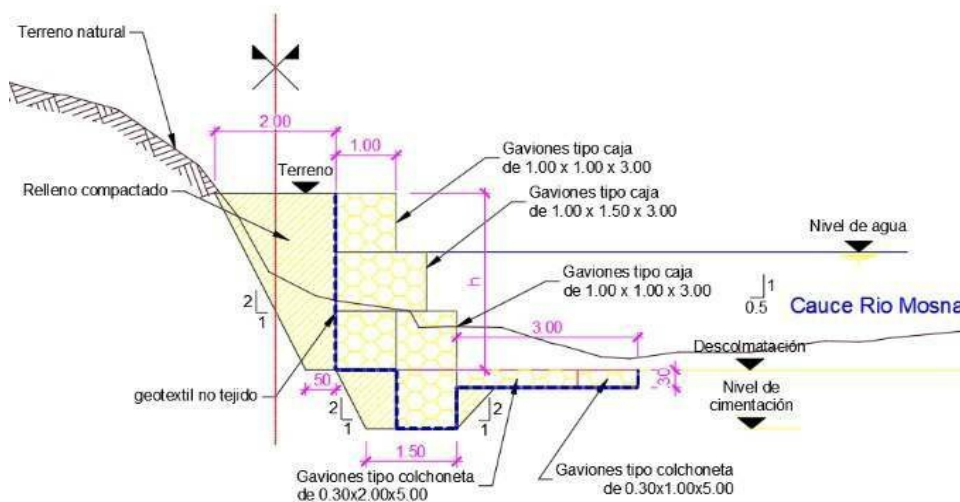 Terreno natural
2.00
1.00
Gaviones tipo caja
de 1.00 x 1.00 x 3.00
Terreno
Relleno compactado
Gaviones tipo caja
de 1.00 x 1.50 x 3.00
Nivel de agua
h
Gaviones tipo caja
de 1.00 x 1.00 x 3.00
1
0.5
Cauce Rio Mosna
2
1
3.00
Descolmatación
.30
.50
geotextil no tejido
2
1
2
1
Nivel de
cimentación
1.50
Gaviones tipo colchoneta
de 0.30x2.00x5.00
Gaviones tipo colchoneta
de 0.30x1.00x5.00